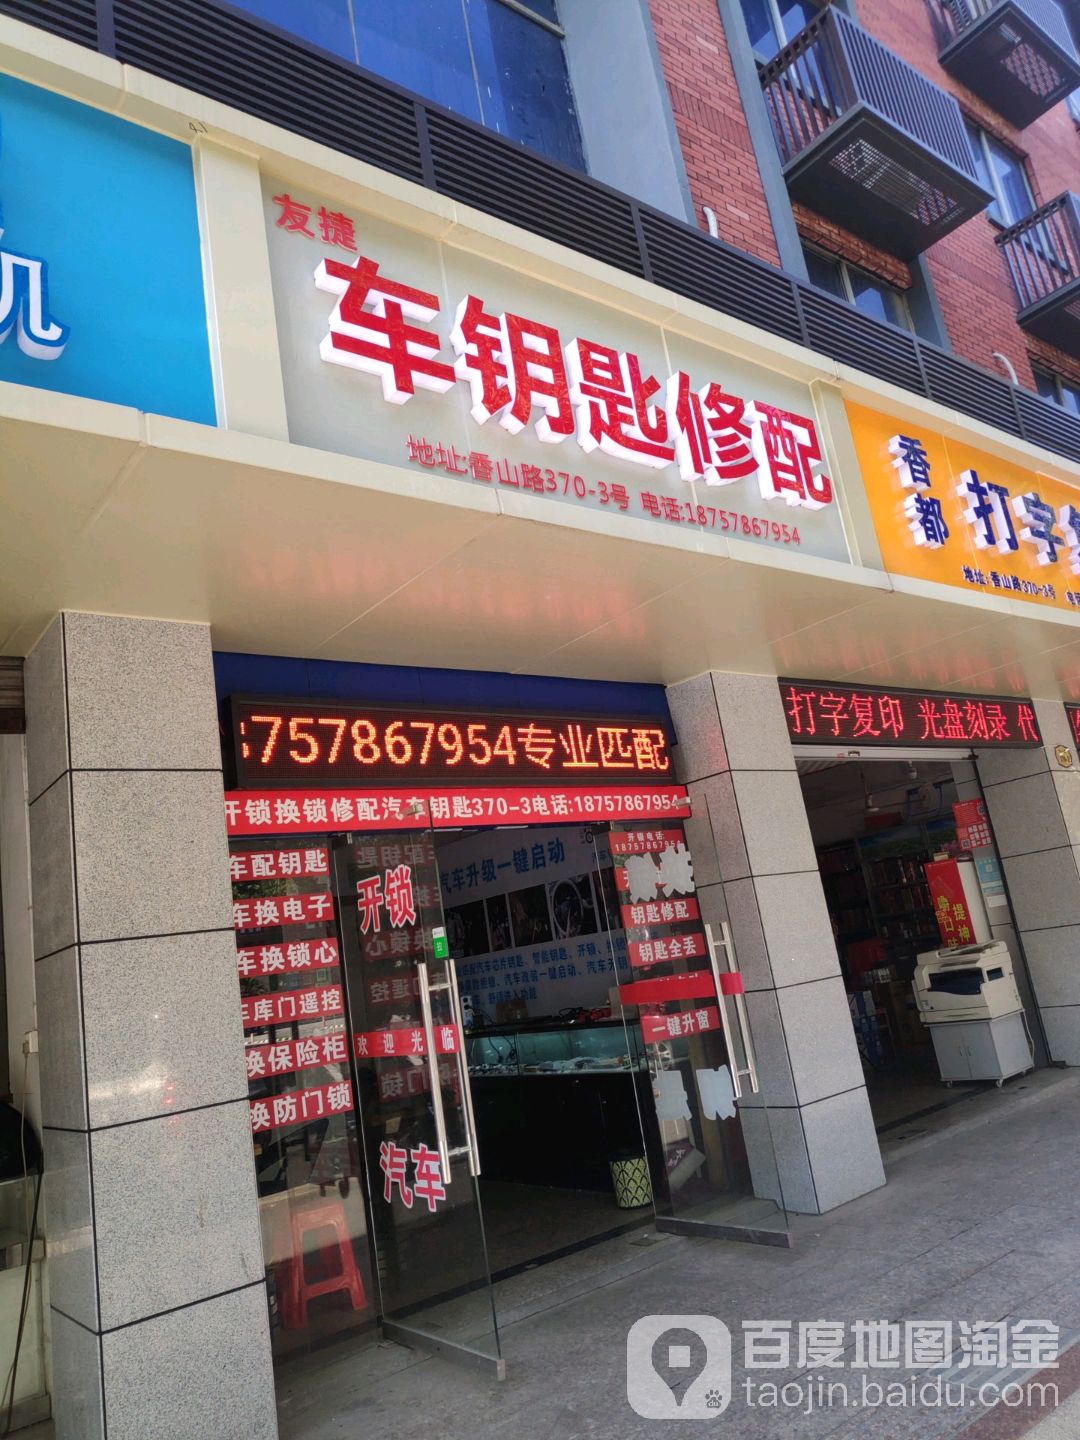 机
友捷
车钥匙修配
地址:香山路370-3号 电话:18757867954
香都
打字
地址:香山路370-3号
757867954专业匹配
打字复印 光盘刻录 代
开锁换锁修配汽车钥匙370-3电话:18757867954
车配钥匙
车换电子
车换锁心
车库门遥控
换保险柜
换防门锁
开锁
欢迎光临
汽车
汽车升级一键启动
开锁电话:
18757867954
钥匙修配
钥匙全丢
一键升窗
提神
百度地图淘金
taojin.baidu.com